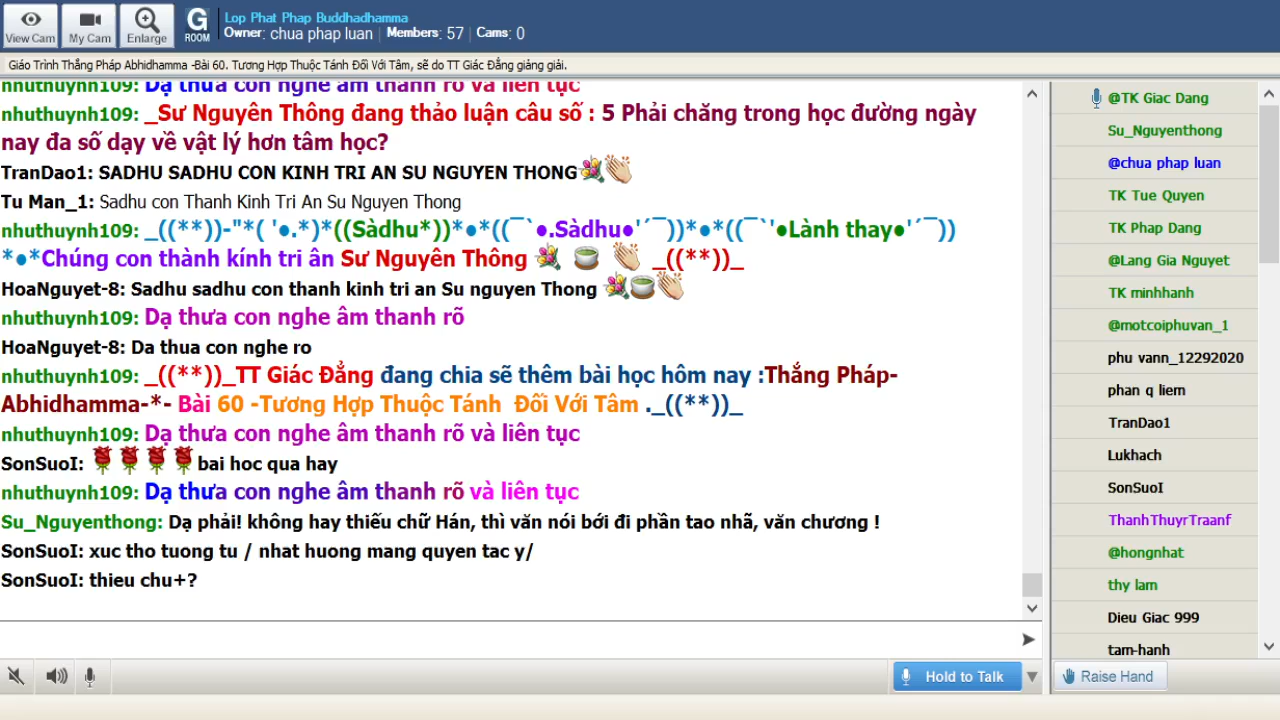 View Cam
My Cam
Enlarge
G ROOM
Lop Phat Phap Buddhadhamma
Owner: chua phap luan | Members: 57 | Cams: 0
Giáo Trình Thắng Pháp Abhidhamma -Bài 60. Tương Hợp Thuộc Tánh Đối Với Tâm, sẽ do TT Giác Đẳng giảng giải.
nhuthuynh109: Dạ thưa con nghe âm thanh rõ và liên tục
nhuthuynh109: _Sư Nguyên Thông đang thảo luận câu số : 5 Phải chăng trong học đường ngày
nay đa số dạy về vật lý hơn tâm học?
TranDao1: SADHU SADHU CON KINH TRI AN SU NGUYEN THONG💐👏
Tu Man_1: Sadhu con Thanh Kinh Tri An Su Nguyen Thong
nhuthuynh109: _((**))-"*( '●.*)*((Sàdhu*))*●*((¯`●.Sàdhu●'´¯))*●*((¯`'●Lành thay●'´¯))
*●*Chúng con thành kính tri ân Sư Nguyên Thông 💐 🍵 👏 _((**))_
HoaNguyet-8: Sadhu sadhu con thanh kinh tri an Su nguyen Thong 💐🍵👏
nhuthuynh109: Dạ thưa con nghe âm thanh rõ
HoaNguyet-8: Da thua con nghe ro
nhuthuynh109: _((**))_TT Giác Đẳng đang chia sẽ thêm bài học hôm nay :Thắng Pháp-
Abhidhamma-*- Bài 60 -Tương Hợp Thuộc Tánh Đối Với Tâm ._((**))_
nhuthuynh109: Dạ thưa con nghe âm thanh rõ và liên tục
SonSuoI: 🌹🌹🌹🌹bai hoc qua hay
nhuthuynh109: Dạ thưa con nghe âm thanh rõ và liên tục
Su_Nguyenthong: Dạ phải! không hay thiếu chữ Hán, thì văn nói bới đi phần tao nhã, văn chương !
SonSuoI: xuc tho tuong tu / nhat huong mang quyen tac y/
SonSuoI: thieu chu+?
Hold to Talk
@TK Giac Dang
Su_Nguyenthong
@chua phap luan
TK Tue Quyen
TK Phap Dang
@Lang Gia Nguyet
TK minhhanh
@motcoiphuvan_1
phu vann_12292020
phan q liem
TranDao1
Lukhach
SonSuoI
ThanhThuyrTraanf
@hongnhat
thy lam
Dieu Giac 999
tam-hanh
Raise Hand